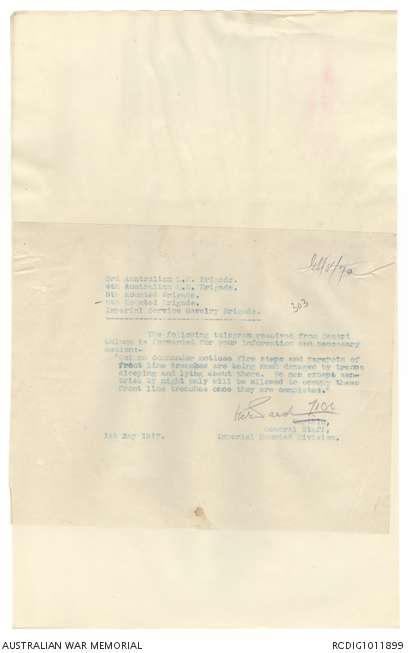 3rd Australian L.H. Brigade.
4th Australian L.H. Brigade.
5th Mounted Brigade.
6th Mounted Brigade.
Imperial Service Cavalry Brigade.
303
The following telegram received from Desert
Column is forwarded for your information and necessary
action:-
"Column Commander notices fire steps and parapets of
front line trenches are being much damaged by troops
sleeping and lying about there. No one except sen-
tries by night only will be allowed to occupy these
front line trenches once they are completed."
General Staff,
1st May 1917. Imperial Mounted Division.
AUSTRALIAN WAR MEMORIAL
RCDIG1011899